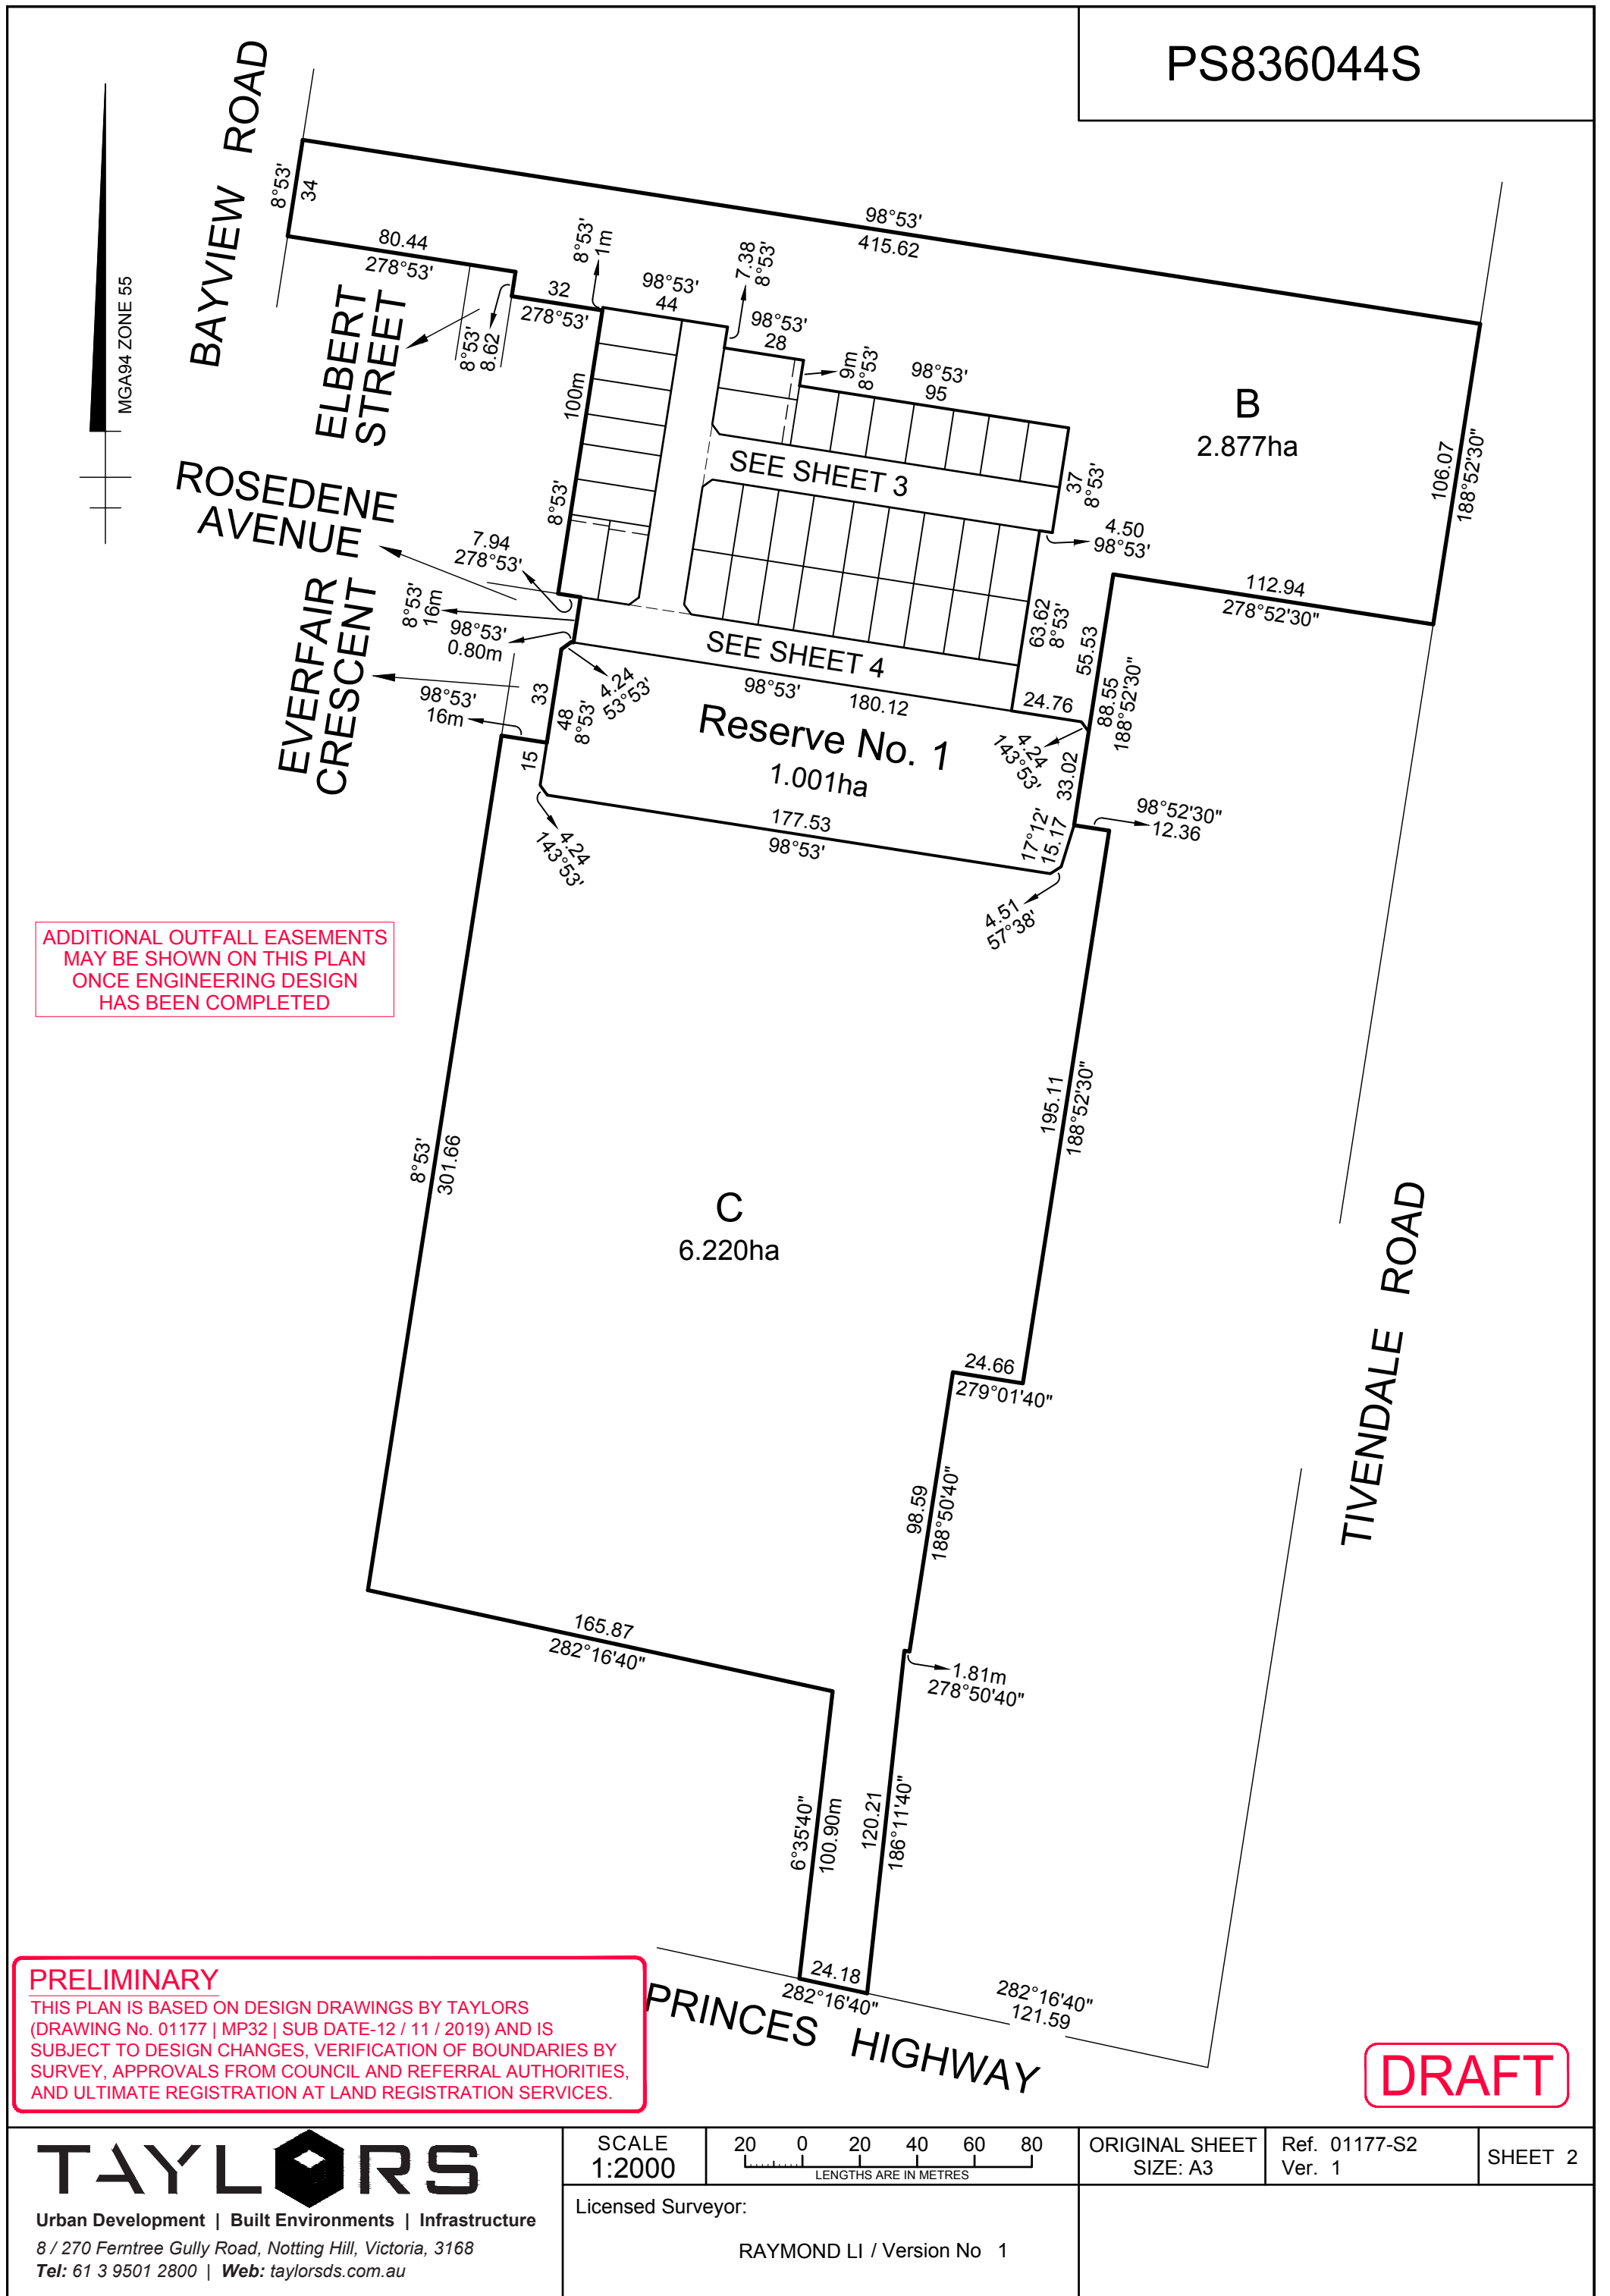 PS836044S
BAYVIEW ROAD
MGA94 ZONE 55
8°53'
34
98°53'
415.62
80.44
278°53'
8°53'
1m
98°53'
44
7.38
8°53'
32
278°53'
98°53'
28
ELBERT
STREET
8°53'
8.62
9m
8°53'
98°53'
95
B
2.877ha
100m
8°53'
106.07
188°52'30"
SEE SHEET 3
37
8°53'
ROSEDENE
AVENUE
4.50
98°53'
7.94
278°53'
112.94
278°52'30"
EVERFAIR
CRESCENT
8°53'
16m
98°53'
0.80m
63.62
8°53'
55.53
88.55
188°52'30"
SEE SHEET 4
4.24
53°53'
98°53'
180.12
24.76
98°53'
16m
33
48
8°53'
15
Reserve No. 1
1.001ha
4.24
143°53'
33.02
98°52'30"
12.36
177.53
98°53'
17°12'
15.17
4.24
143°53'
4.51
57°38'
ADDITIONAL OUTFALL EASEMENTS
MAY BE SHOWN ON THIS PLAN
ONCE ENGINEERING DESIGN
HAS BEEN COMPLETED
195.11
188°52'30"
8°53'
301.66
C
6.220ha
TIVENDALE ROAD
24.66
279°01'40"
98.59
188°50'40"
165.87
282°16'40"
1.81m
278°50'40"
6°35'40"
100.90m
120.21
186°11'40"
24.18
282°16'40"
282°16'40"
121.59
PRINCES HIGHWAY
PRELIMINARY
THIS PLAN IS BASED ON DESIGN DRAWINGS BY TAYLORS
(DRAWING No. 01177 | MP32 | SUB DATE-12 / 11 / 2019) AND IS
SUBJECT TO DESIGN CHANGES, VERIFICATION OF BOUNDARIES BY
SURVEY, APPROVALS FROM COUNCIL AND REFERRAL AUTHORITIES,
AND ULTIMATE REGISTRATION AT LAND REGISTRATION SERVICES.
DRAFT
TAYLORS
Urban Development | Built Environments | Infrastructure
8 / 270 Ferntree Gully Road, Notting Hill, Victoria, 3168
Tel: 61 3 9501 2800 | Web: taylorsds.com.au
SCALE
1:2000
20 0 20 40 60 80
LENGTHS ARE IN METRES
ORIGINAL SHEET
SIZE: A3
Ref. 01177-S2
Ver. 1
SHEET 2
Licensed Surveyor:
RAYMOND LI / Version No 1